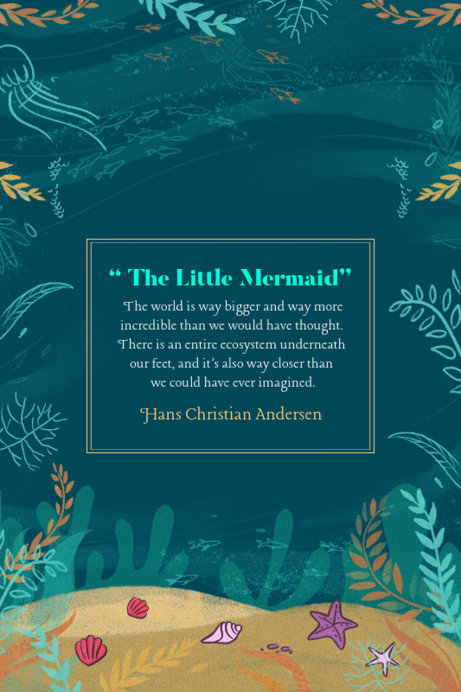 “ The Little Mermaid”
The world is way bigger and way more
incredible than we would have thought.
There is an entire ecosystem underneath
our feet, and it's also way closer than
we could have ever imagined.
Hans Christian Andersen